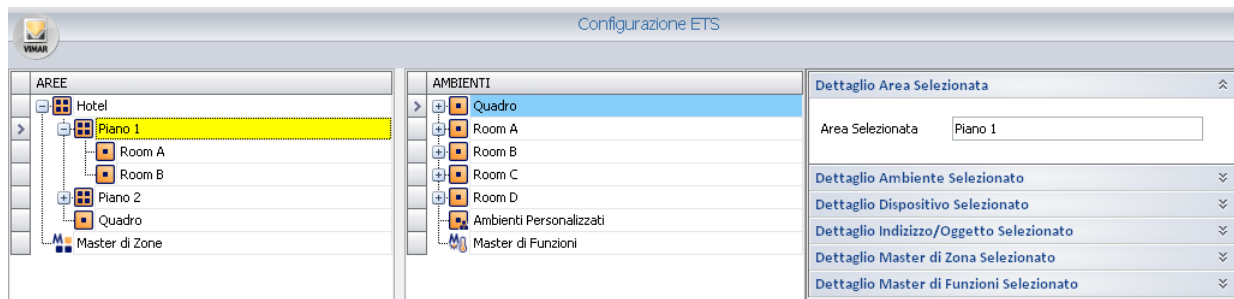 Configurazione ETS
VIMAR
AREE
Hotel
Piano 1
Room A
Room B
Piano 2
Quadro
Master di Zone
AMBIENTI
Quadro
Room A
Room B
Room C
Room D
Ambienti Personalizzati
Master di Funzioni
Dettaglio Area Selezionata
Area Selezionata Piano 1
Dettaglio Ambiente Selezionato
Dettaglio Dispositivo Selezionato
Dettaglio Indizizzo/Oggetto Selezionato
Dettaglio Master di Zona Selezionato
Dettaglio Master di Funzioni Selezionato